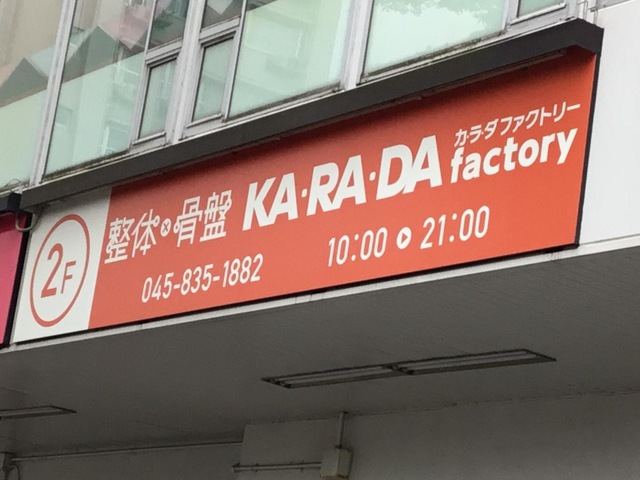 2F
整体×骨盤 KA・RA・DA factory
カ・ラ・ダファクトリー
045-835-1882
10:00 ▶ 21:00